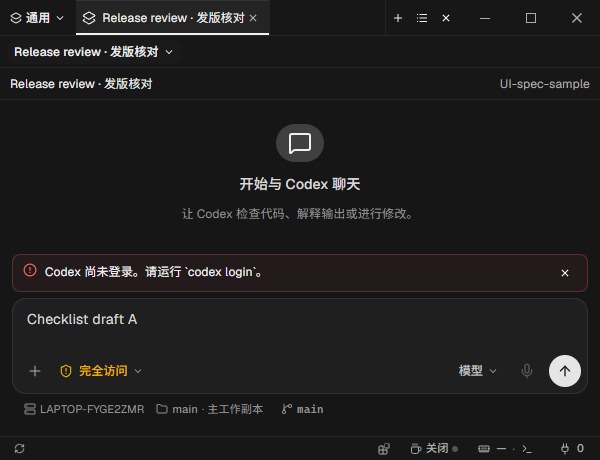 通用
Release review · 发版核对
Release review · 发版核对
Release review · 发版核对
UI-spec-sample
开始与 Codex 聊天
让 Codex 检查代码、解释输出或进行修改。
Codex 尚未登录。请运行 `codex login`。
Checklist draft A
完全访问
模型
LAPTOP-FYGE2ZMR
main · 主工作副本
main
关闭
— ·
0